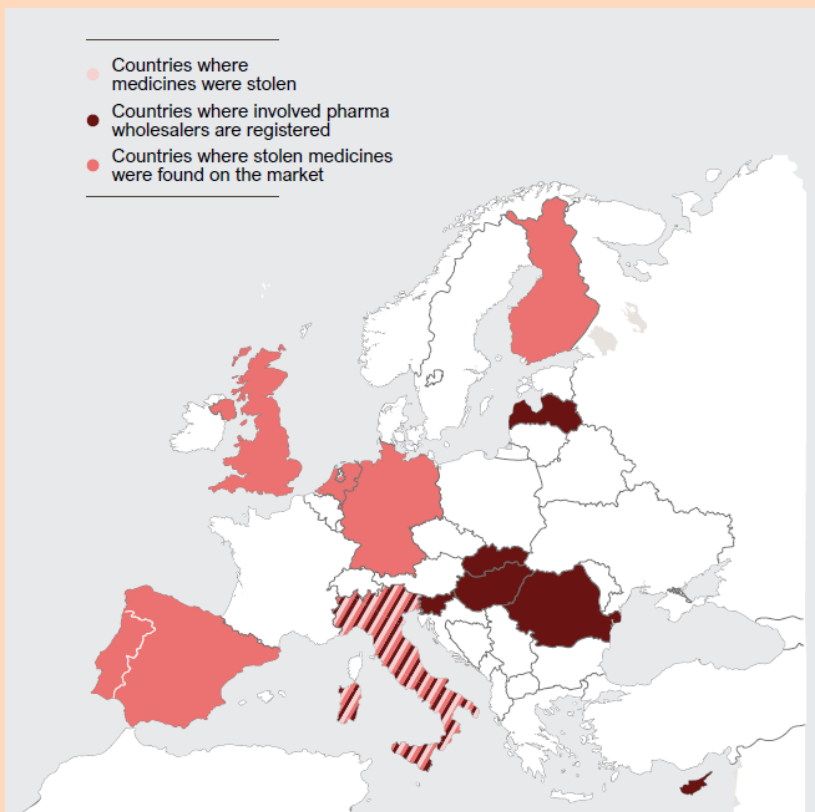 Countries where
medicines were stolen
Countries where involved pharma
wholesalers are registered
Countries where stolen medicines
were found on the market